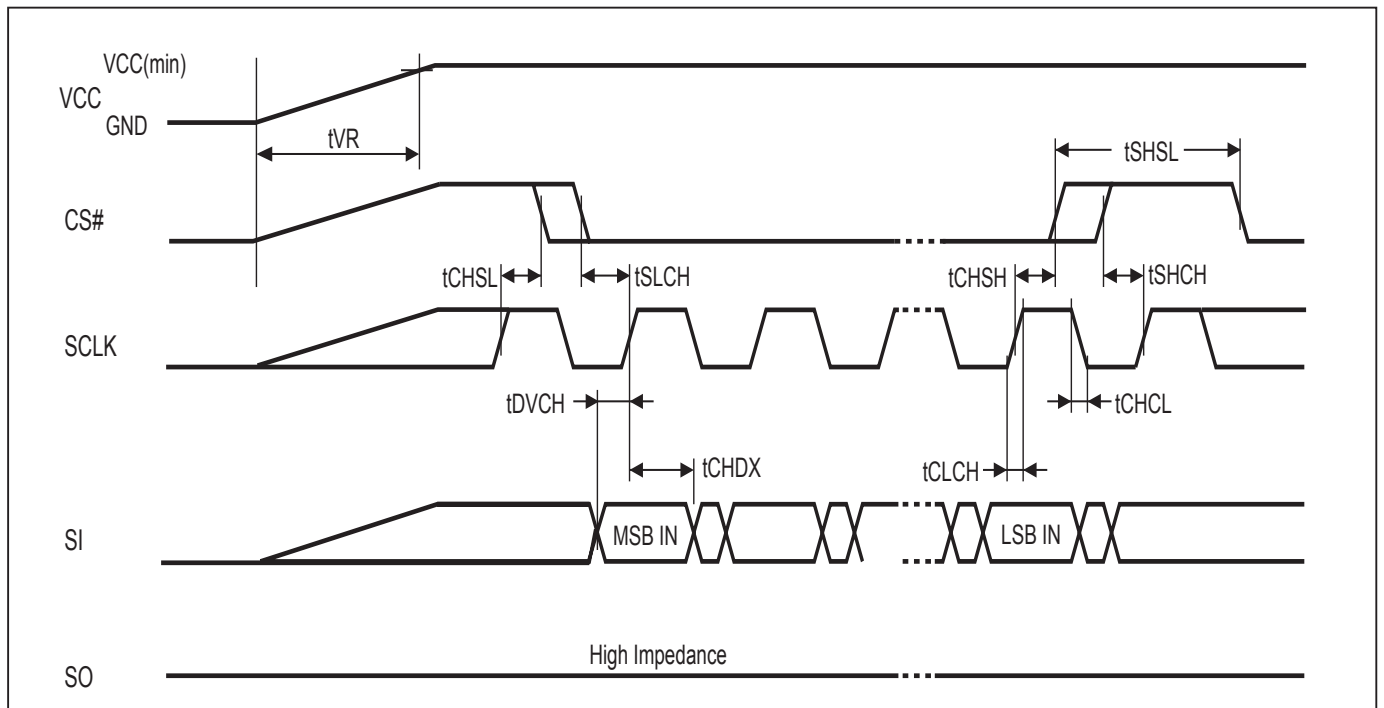 VCC(min)
VCC
GND
tVR
tSHSL
CS#
tCHSL
tSLCH
tCHSH
tSHCH
SCLK
tDVCH
tCHCL
tCHDX
tCLCH
SI
MSB IN
LSB IN
High Impedance
SO